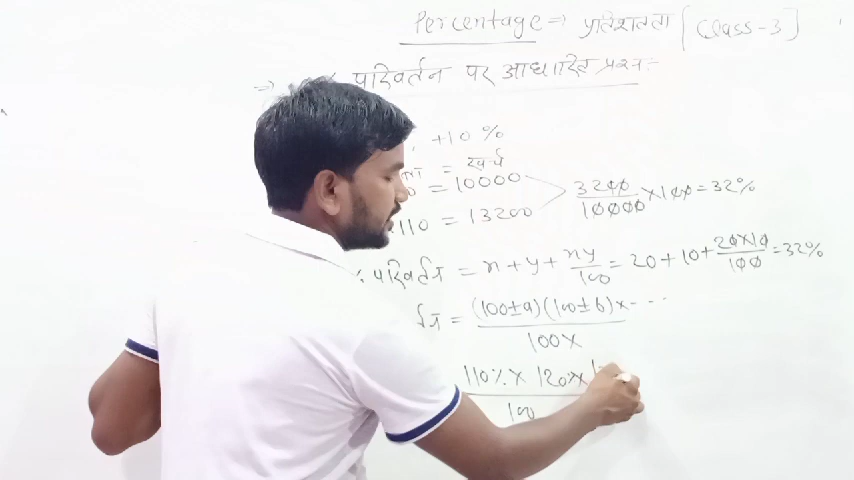 Percentage ⇒ प्रतिशतता [Class-3]
⇒ % परिवर्तन पर आधारित प्रश्न :-
+10 %
= खर्च
= 10000
110 = 13200
3200/10000 × 100 = 32%
% परिवर्तन = x + y + xy/100 = 20 + 10 + 20×10/100 = 32%
= (100±a)(100±b)×---/100×
110% × 120% ×
100